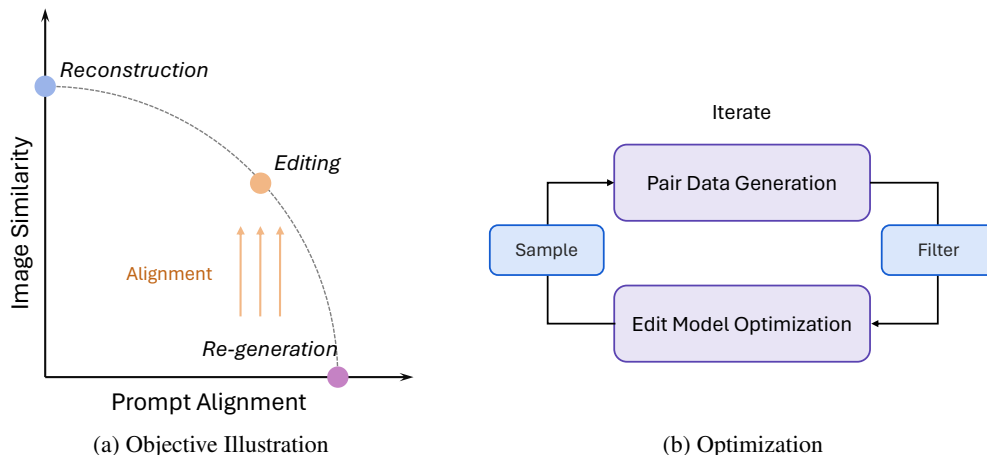 Reconstruction
Editing
Alignment
Re-generation
Image Similarity
Prompt Alignment
(a) Objective Illustration
Iterate
Pair Data Generation
Sample
Filter
Edit Model Optimization
(b) Optimization